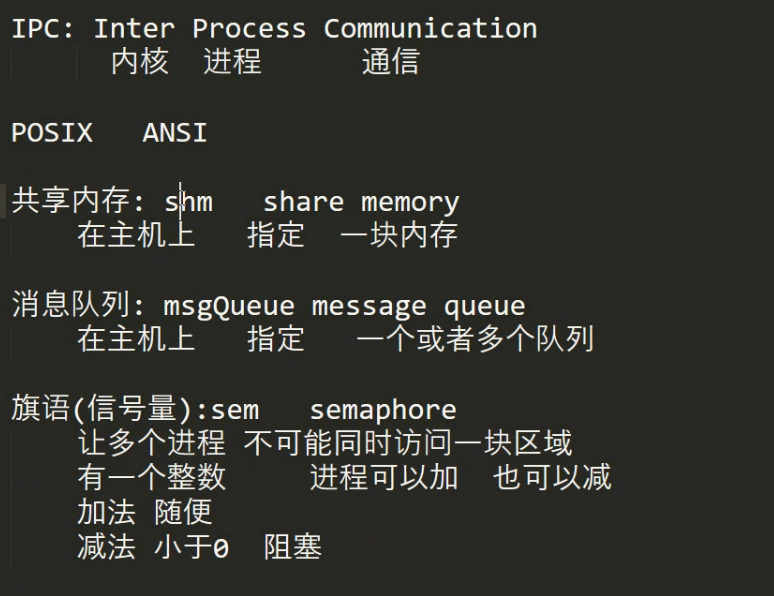 IPC: Inter Process Communication
内核 进程 通信
POSIX ANSI
共享内存: shm share memory
在主机上 指定 一块内存
消息队列: msgQueue message queue
在主机上 指定 一个或者多个队列
旗语(信号量):sem semaphore
让多个进程 不可能同时访问一块区域
有一个整数 进程可以加 也可以减
加法 随便
减法 小于0 阻塞